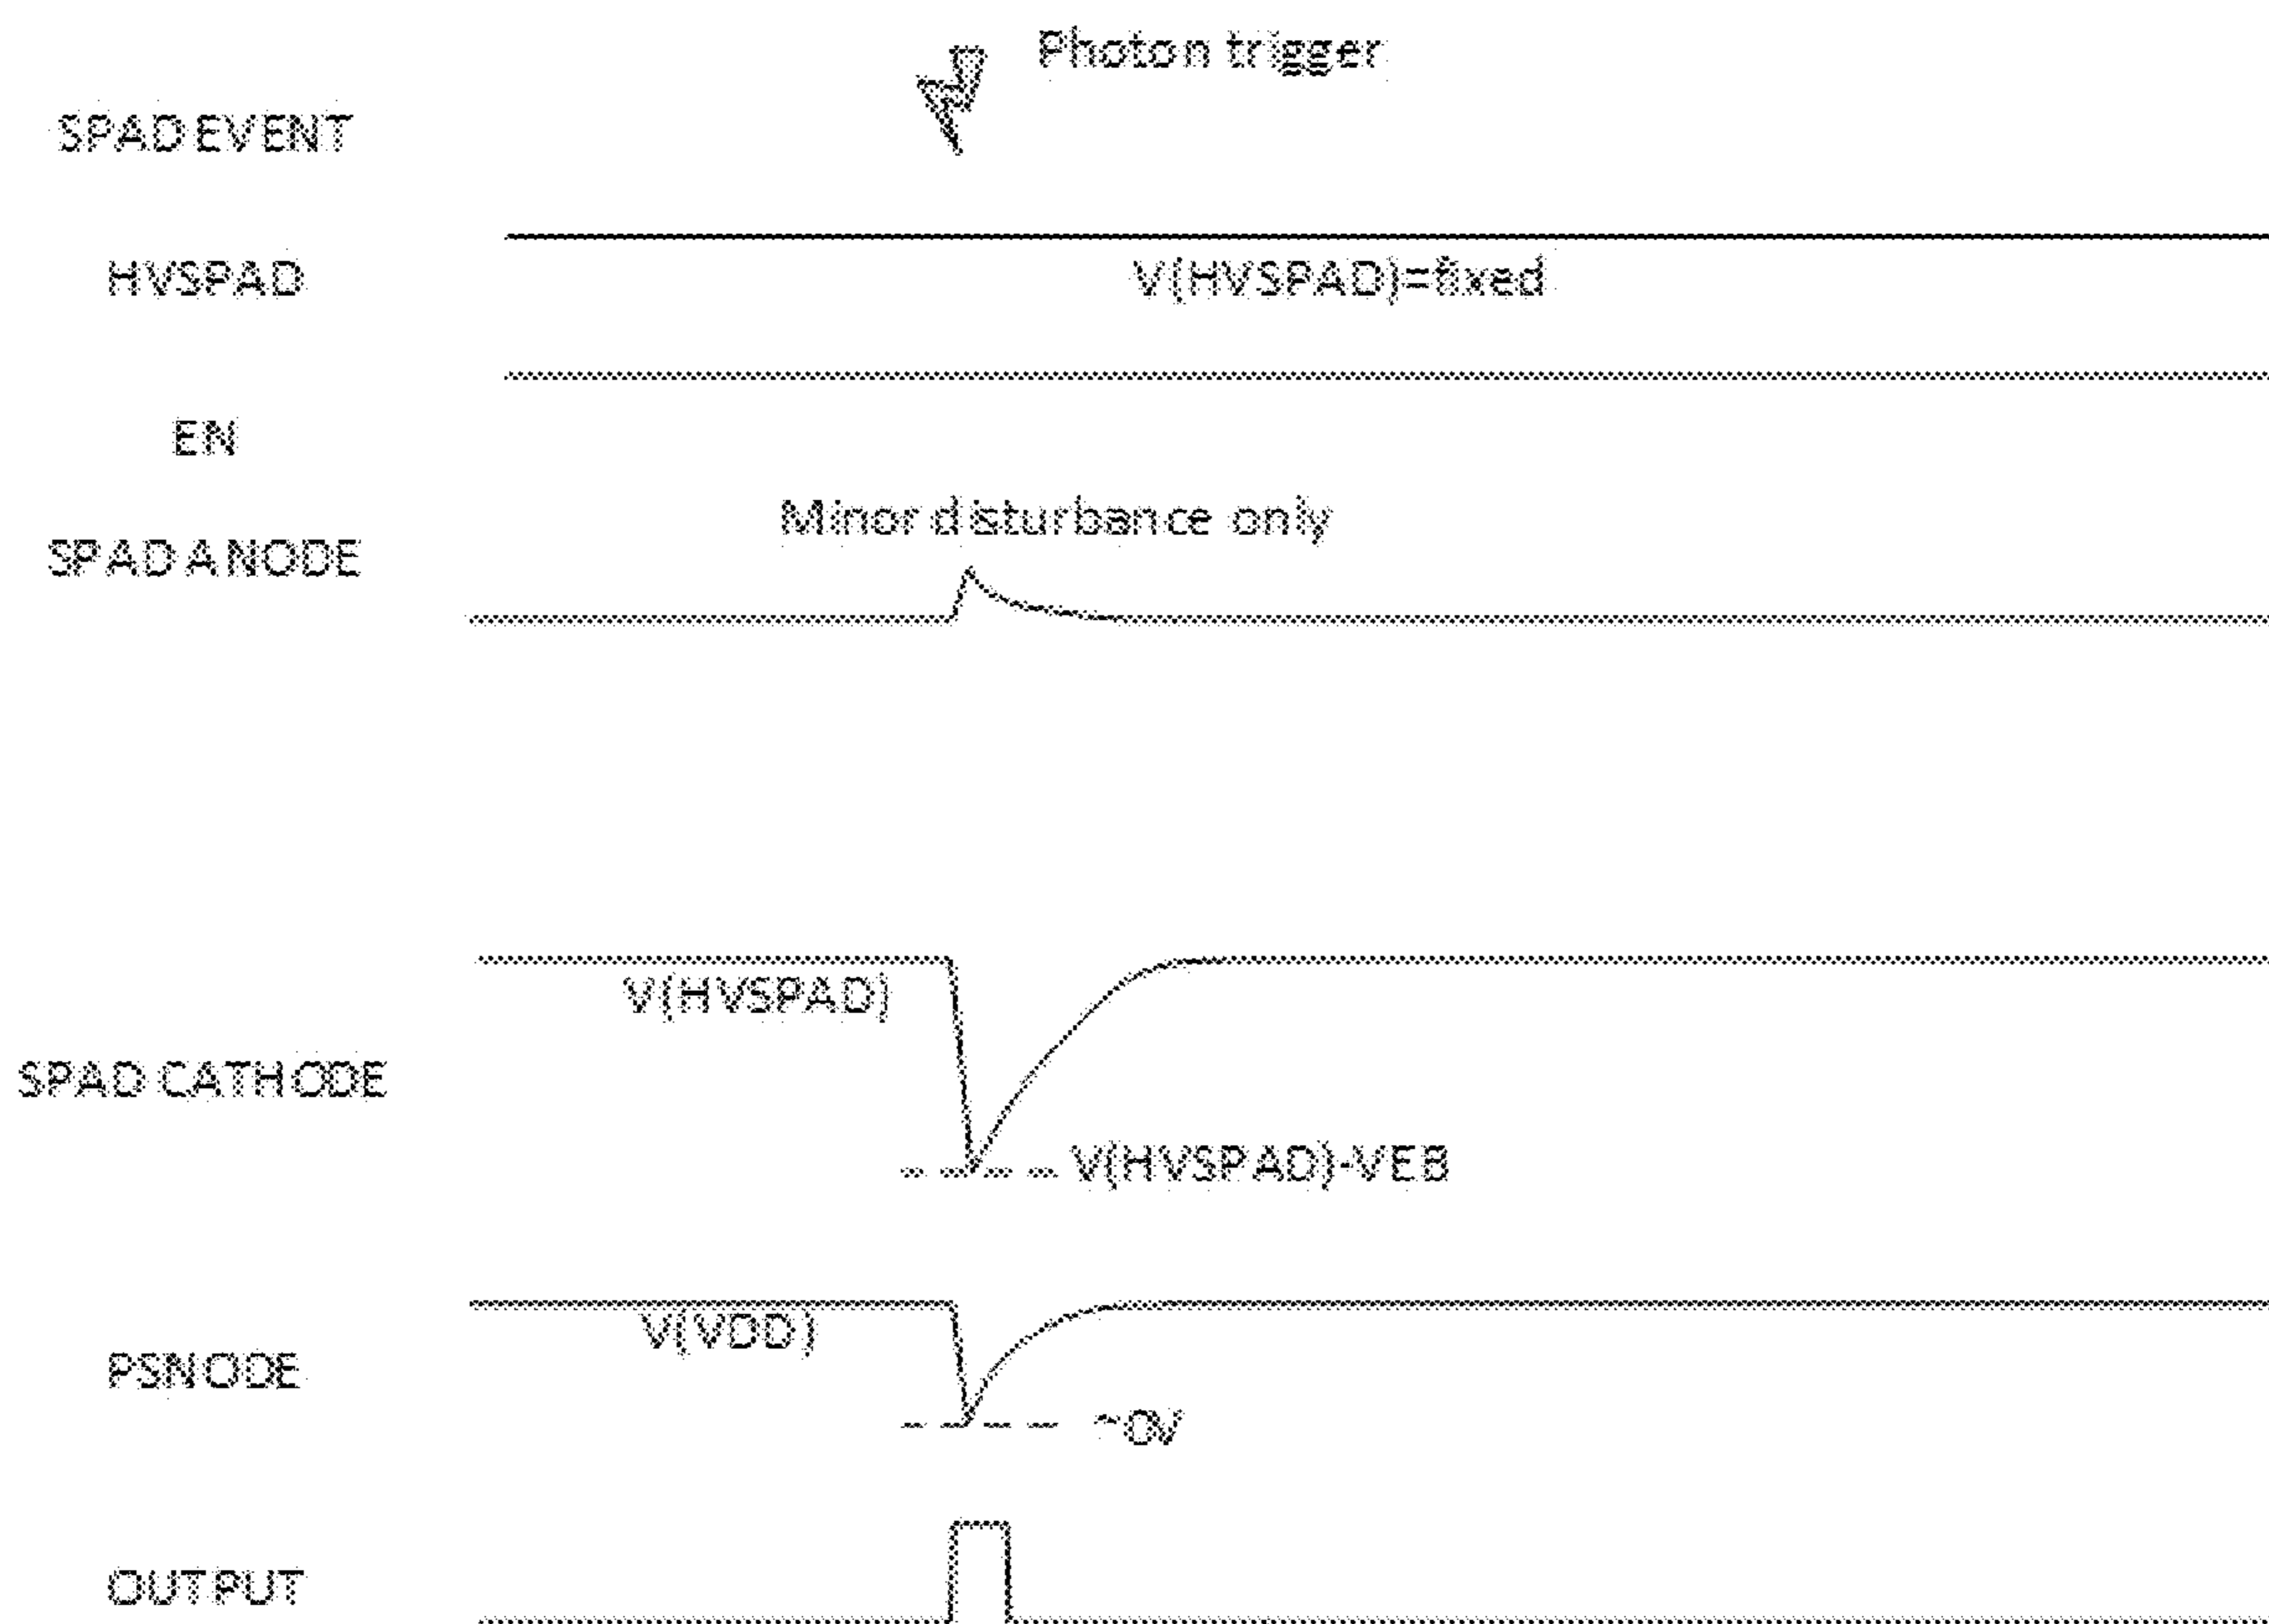 Photon trigger
SPAD EVENT
HVSPAD
V(HVSPAD)=fixed
EN
Minor disturbance only
SPAD ANODE
V(HVSPAD)
SPAD CATHODE
V(HVSPAD)-VEB
V(VDD)
PSNODE
~0V
OUTPUT